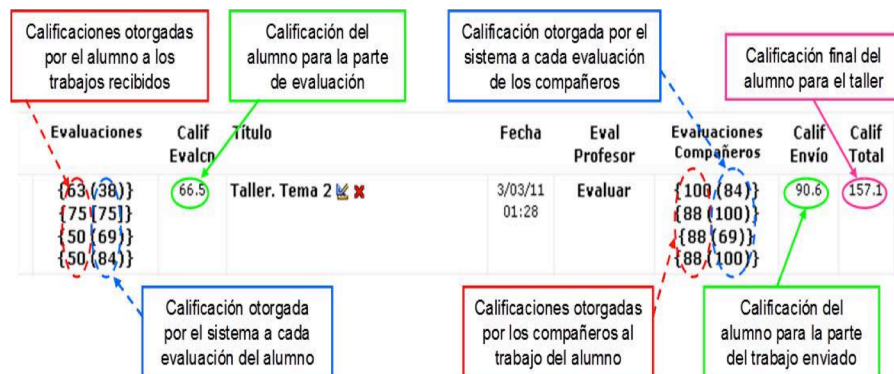 Calificaciones otorgadas
por el alumno a los
trabajos recibidos
Calificación del
alumno para la parte
de evaluación
Calificación otorgada por el
sistema a cada evaluación
de los compañeros
Calificación final del
alumno para el taller
Evaluaciones
Calif
Evalcn
Título
Fecha
Eval
Profesor
Evaluaciones
Compañeros
Calif
Envío
Calif
Total
{63 (38)}
{75 (75)}
{50 (69)}
{50 (84)}
66.5
Taller. Tema 2
3/03/11
01:28
Evaluar
{100 (84)}
{88 (100)}
{88 (69)}
{88 (100)}
90.6
157.1
Calificación otorgada
por el sistema a cada
evaluación del alumno
Calificaciones otorgadas
por los compañeros al
trabajo del alumno
Calificación del
alumno para la parte
del trabajo enviado